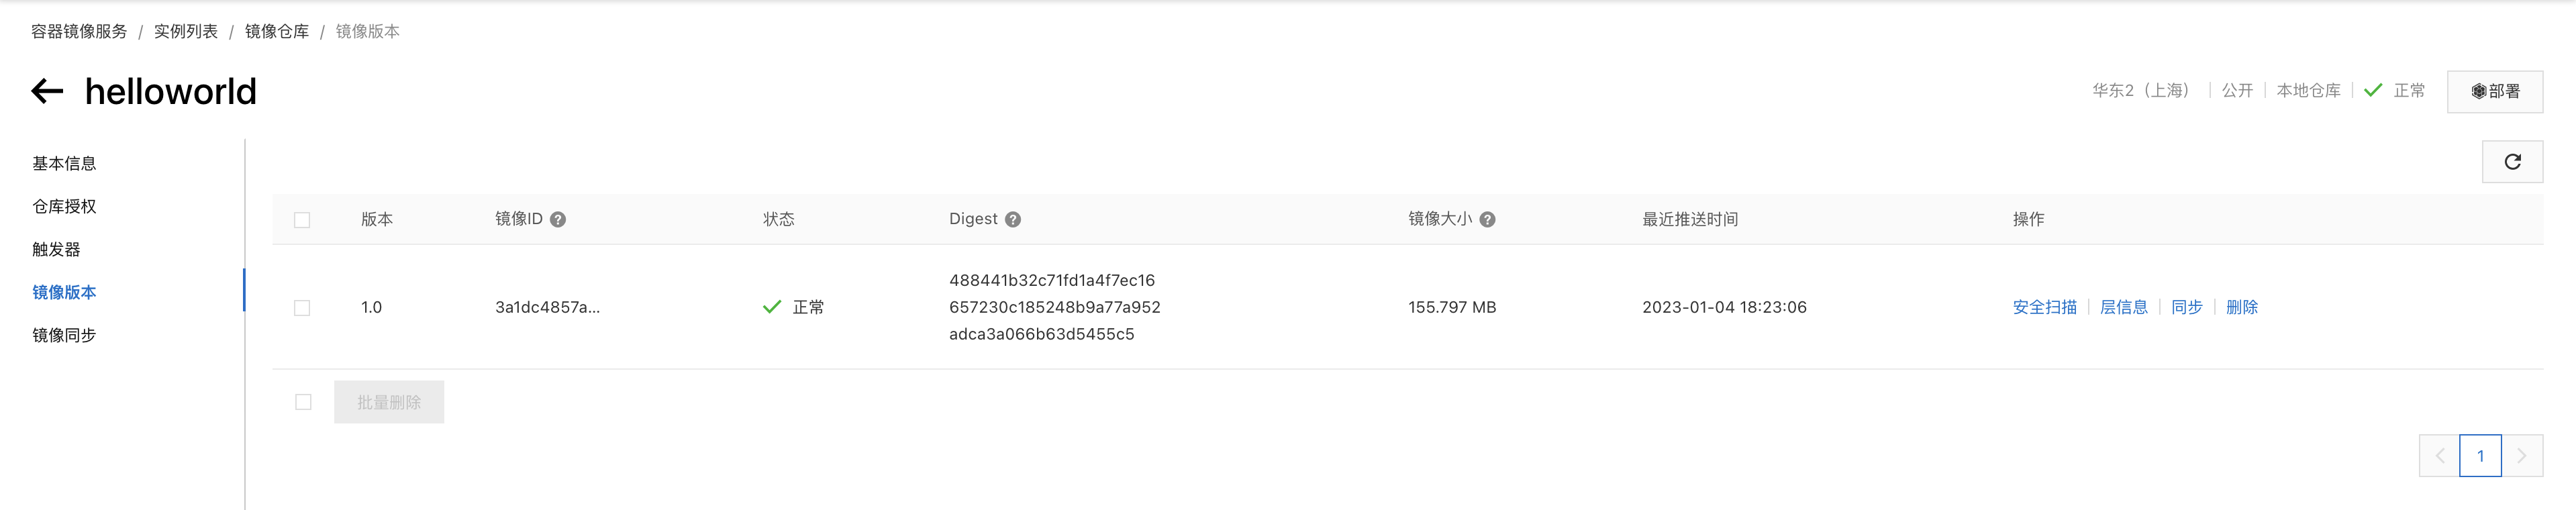 容器镜像服务 / 实例列表 / 镜像仓库 / 镜像版本
helloworld
华东2（上海） | 公开 | 本地仓库 | 正常
部署
基本信息
仓库授权
触发器
镜像版本
镜像同步
版本 镜像ID 状态 Digest 镜像大小 最近推送时间 操作
1.0 3a1dc4857a... 正常
488441b32c71fd1a4f7ec16
657230c185248b9a77a952
adca3a066b63d5455c5
155.797 MB 2023-01-04 18:23:06 安全扫描 | 层信息 | 同步 | 删除
批量删除
1